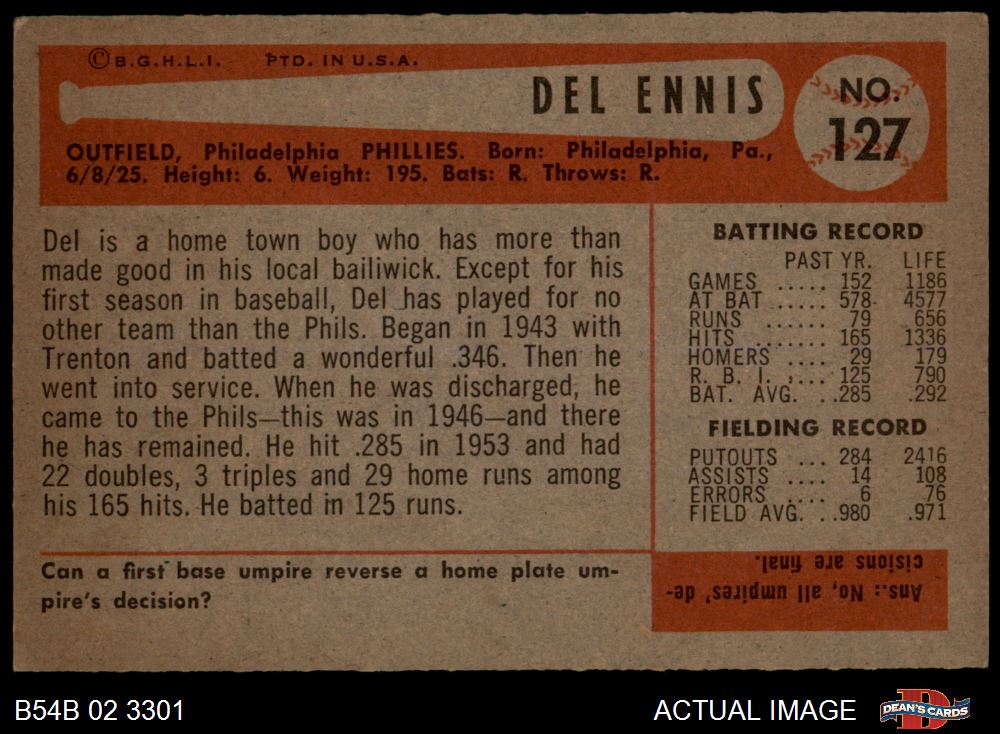 ©B.G.H.L.I. PTD. IN U.S.A.
DEL ENNIS
NO.
127
OUTFIELD, Philadelphia PHILLIES. Born: Philadelphia, Pa.,
6/8/25. Height: 6. Weight: 195. Bats: R. Throws: R.
Del is a home town boy who has more than
made good in his local bailiwick. Except for his
first season in baseball, Del has played for no
other team than the Phils. Began in 1943 with
Trenton and batted a wonderful .346. Then he
went into service. When he was discharged, he
came to the Phils—this was in 1946—and there
he has remained. He hit .285 in 1953 and had
22 doubles, 3 triples and 29 home runs among
his 165 hits. He batted in 125 runs.
BATTING RECORD
PAST YR. LIFE
GAMES ..... 152 1186
AT BAT ..... 578 4577
RUNS ...... 79 656
HITS ....... 165 1336
HOMERS .... 29 179
R. B. I. ..... 125 790
BAT. AVG. ..285 .292
FIELDING RECORD
PUTOUTS ... 284 2416
ASSISTS .... 14 108
ERRORS .... 6 76
FIELD AVG. ..980 .971
Can a first base umpire reverse a home plate um-
pire's decision?
Ans.: No, all umpires' de-
cisions are final.
B54B 02 3301
ACTUAL IMAGE
DEAN'S CARDS